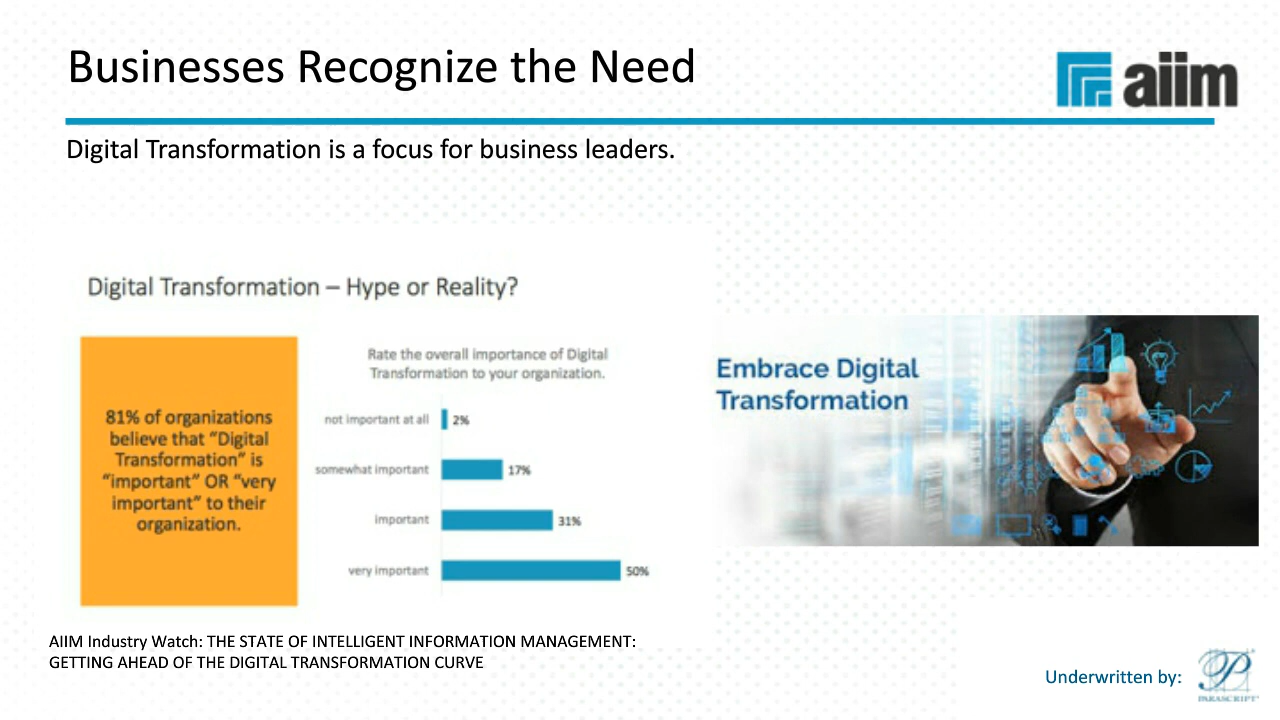 Businesses Recognize the Need
aiim
Digital Transformation is a focus for business leaders.
Digital Transformation – Hype or Reality?
81% of organizations
believe that “Digital
Transformation” is
“important” OR “very
important” to their
organization.
Rate the overall importance of Digital
Transformation to your organization.
not important at all 2%
somewhat important 17%
important 31%
very important 50%
Embrace Digital
Transformation
AIIM Industry Watch: THE STATE OF INTELLIGENT INFORMATION MANAGEMENT:
GETTING AHEAD OF THE DIGITAL TRANSFORMATION CURVE
Underwritten by:
P
PARASCRIPT